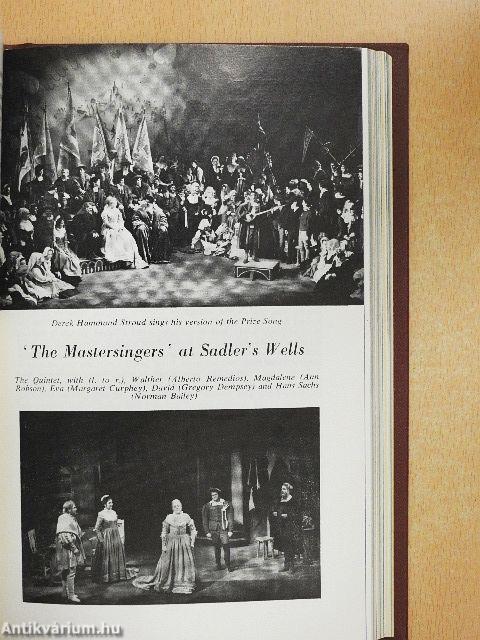 Derek Hammond Stroud sings his version of the Prize Song
'The Mastersingers' at Sadler's Wells
The Quintet, with (l. to r.), Walther (Alberto Remedios), Magdalene (Ann
Robson), Eva (Margaret Curphey), David (Gregory Dempsey) and Hans Sachs
(Norman Bailey)
Antikvárium.hu